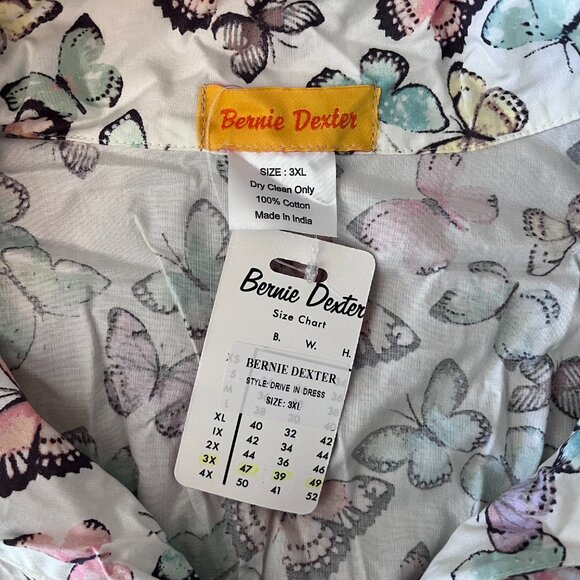 Bernie Dexter
SIZE : 3XL
Dry Clean Only
100% Cotton
Made In India
Bernie Dexter
Size Chart
B. W. H.
XS
S
M
L
BERNIE DEXTER
STYLE: DRIVE IN DRESS
SIZE: 3XL
XL 40 32
1X 42 34 44
2X 44 36 46
3X 47 39 49
4X 50 41 52